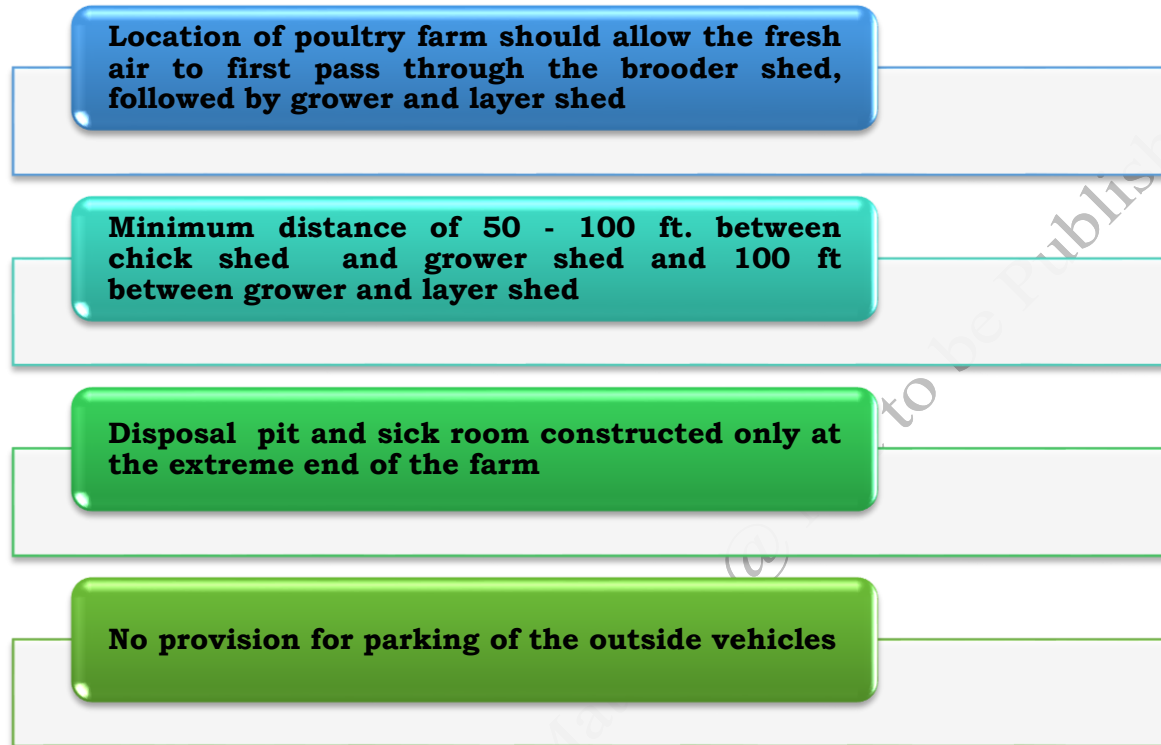 Location of poultry farm should allow the fresh
air to first pass through the brooder shed,
followed by grower and layer shed
Minimum distance of 50 - 100 ft. between
chick shed and grower shed and 100 ft
between grower and layer shed
Disposal pit and sick room constructed only at
the extreme end of the farm
No provision for parking of the outside vehicles
to be Publish
@